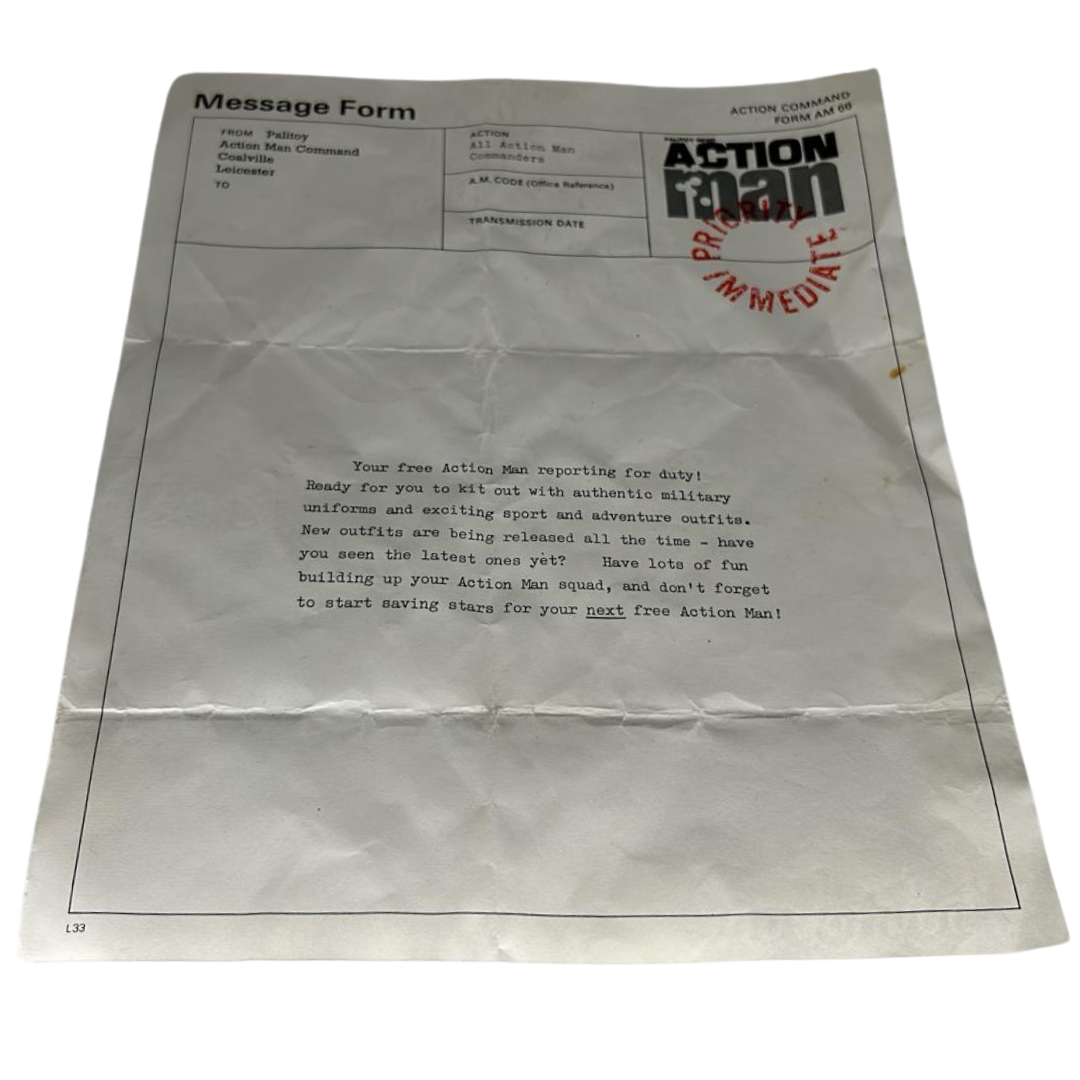 Message Form
ACTION COMMAND
FORM AM 66
FROM Palitoy
Action Man Command
Coalville
Leicester
TO
ACTION
All Action Man
Commanders
A.M. CODE (Office Reference)
TRANSMISSION DATE
ACTION
man
PRIORITY
IMMEDIATE
Your free Action Man reporting for duty!
Ready for you to kit out with authentic military
uniforms and exciting sport and adventure outfits.
New outfits are being released all the time - have
you seen the latest ones yet? Have lots of fun
building up your Action Man squad, and don't forget
to start saving stars for your next free Action Man!
L33